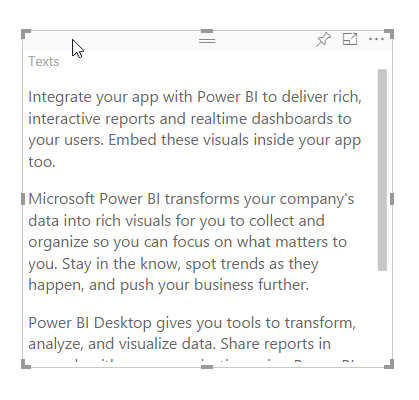 Texts
Integrate your app with Power BI to deliver rich,
interactive reports and realtime dashboards to
your users. Embed these visuals inside your app
too.
Microsoft Power BI transforms your company's
data into rich visuals for you to collect and
organize so you can focus on what matters to
you. Stay in the know, spot trends as they
happen, and push your business further.
Power BI Desktop gives you tools to transform,
analyze, and visualize data. Share reports in